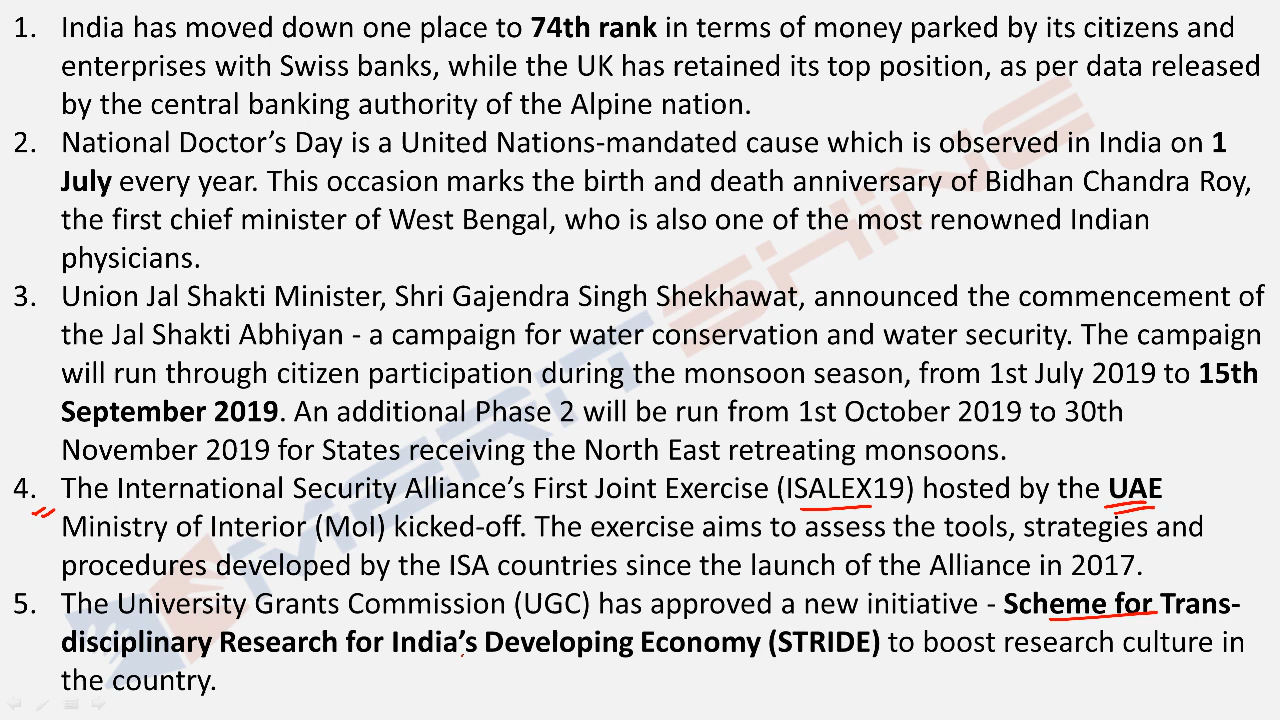 1. India has moved down one place to 74th rank in terms of money parked by its citizens and
enterprises with Swiss banks, while the UK has retained its top position, as per data released
by the central banking authority of the Alpine nation.
2. National Doctor’s Day is a United Nations-mandated cause which is observed in India on 1
July every year. This occasion marks the birth and death anniversary of Bidhan Chandra Roy,
the first chief minister of West Bengal, who is also one of the most renowned Indian
physicians.
3. Union Jal Shakti Minister, Shri Gajendra Singh Shekhawat, announced the commencement of
the Jal Shakti Abhiyan - a campaign for water conservation and water security. The campaign
will run through citizen participation during the monsoon season, from 1st July 2019 to 15th
September 2019. An additional Phase 2 will be run from 1st October 2019 to 30th
November 2019 for States receiving the North East retreating monsoons.
4. The International Security Alliance’s First Joint Exercise (ISALEX19) hosted by the UAE
Ministry of Interior (MoI) kicked-off. The exercise aims to assess the tools, strategies and
procedures developed by the ISA countries since the launch of the Alliance in 2017.
5. The University Grants Commission (UGC) has approved a new initiative - Scheme for Trans-
disciplinary Research for India’s Developing Economy (STRIDE) to boost research culture in
the country.
MERIT SHINE